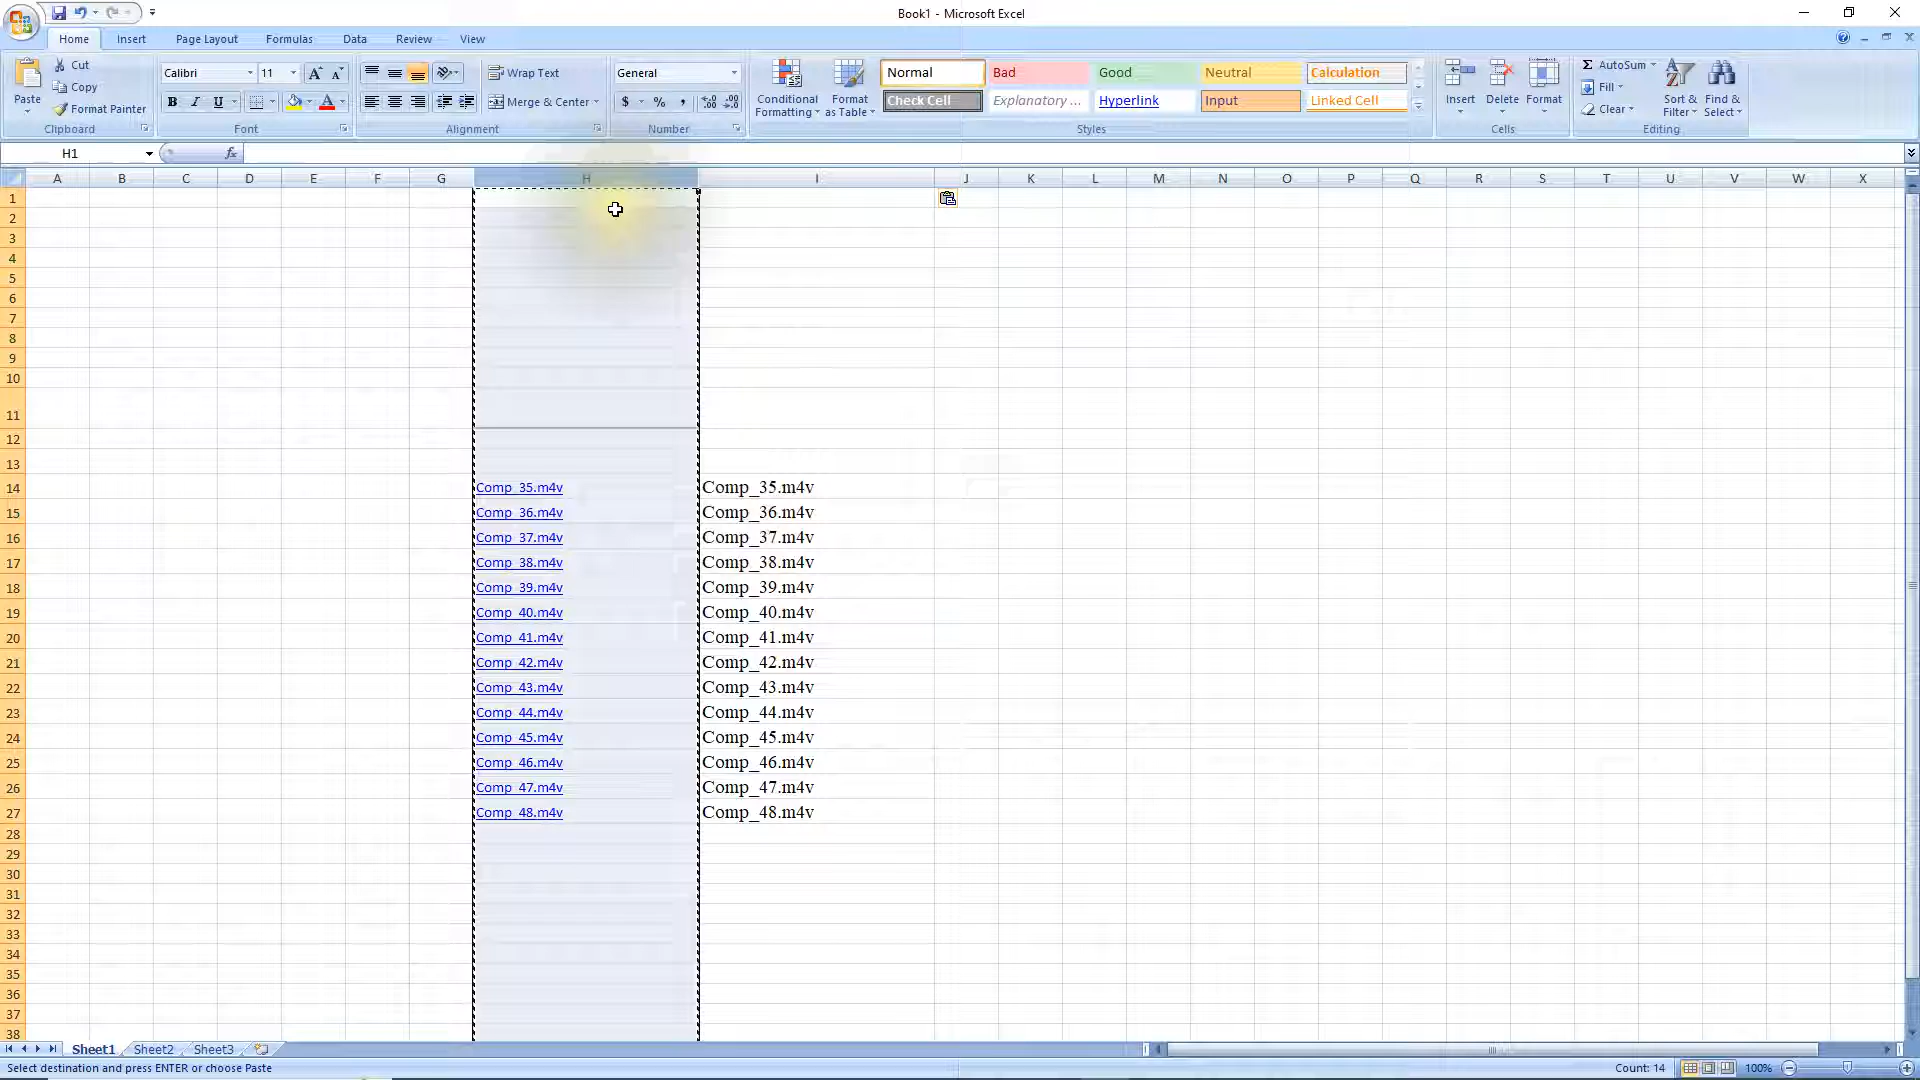 Book1 - Microsoft Excel
Home Insert Page Layout Formulas Data Review View
Paste
Cut
Copy
Format Painter
Clipboard
Calibri 11
B I U
Font
Wrap Text
Merge & Center
Alignment
General
$ % ,
Number
Conditional Formatting
Format as Table
Normal Bad Good Neutral Calculation
Check Cell Explanatory ... Hyperlink Input Linked Cell
Styles
Insert Delete Format
Cells
Σ AutoSum
Fill
Clear
Sort & Filter
Find & Select
Editing
H1 fx
A B C D E F G H I J K L M N O P Q R S T U V W X
1
2
3
4
5
6
7
8
9
10
11
12
13
14 Comp_35.m4v Comp_35.m4v
15 Comp_36.m4v Comp_36.m4v
16 Comp_37.m4v Comp_37.m4v
17 Comp_38.m4v Comp_38.m4v
18 Comp_39.m4v Comp_39.m4v
19 Comp_40.m4v Comp_40.m4v
20 Comp_41.m4v Comp_41.m4v
21 Comp_42.m4v Comp_42.m4v
22 Comp_43.m4v Comp_43.m4v
23 Comp_44.m4v Comp_44.m4v
24 Comp_45.m4v Comp_45.m4v
25 Comp_46.m4v Comp_46.m4v
26 Comp_47.m4v Comp_47.m4v
27 Comp_48.m4v Comp_48.m4v
28
29
30
31
32
33
34
35
36
37
38
Sheet1 Sheet2 Sheet3
Select destination and press ENTER or choose Paste Count: 14 100%